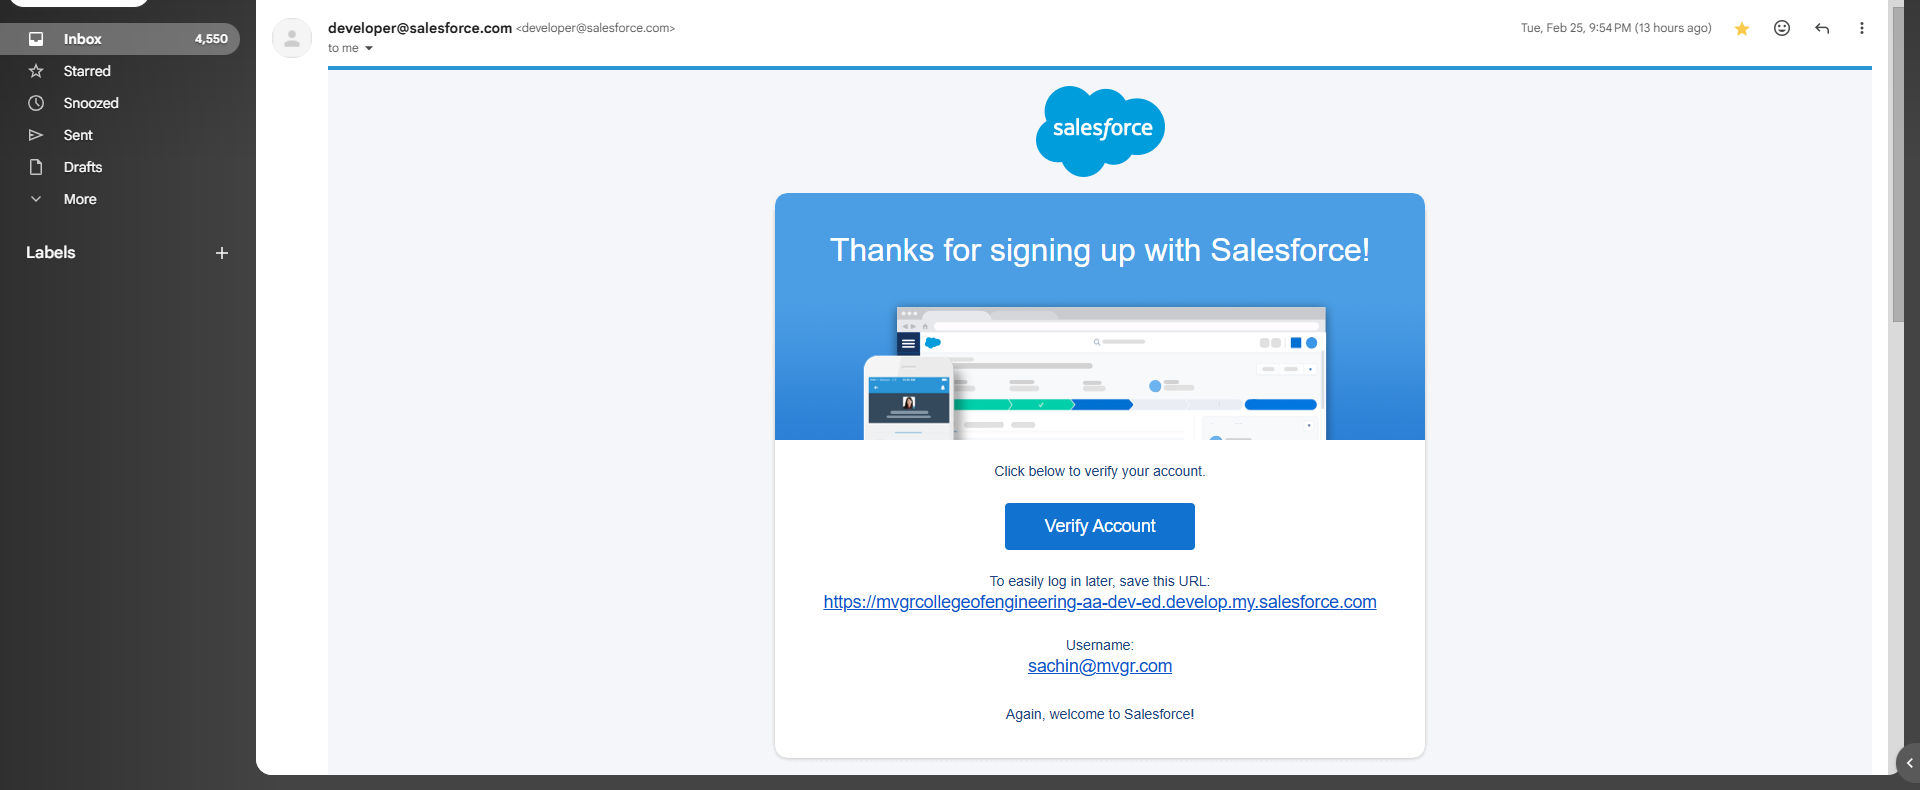 Inbox 4,550
Starred
Snoozed
Sent
Drafts
More
Labels
developer@salesforce.com <developer@salesforce.com>
to me
Tue, Feb 25, 9:54 PM (13 hours ago)
salesforce
Thanks for signing up with Salesforce!
Click below to verify your account.
Verify Account
To easily log in later, save this URL:
https://mvgrcollegeofengineering-aa-dev-ed.develop.my.salesforce.com
Username:
sachin@mvgr.com
Again, welcome to Salesforce!